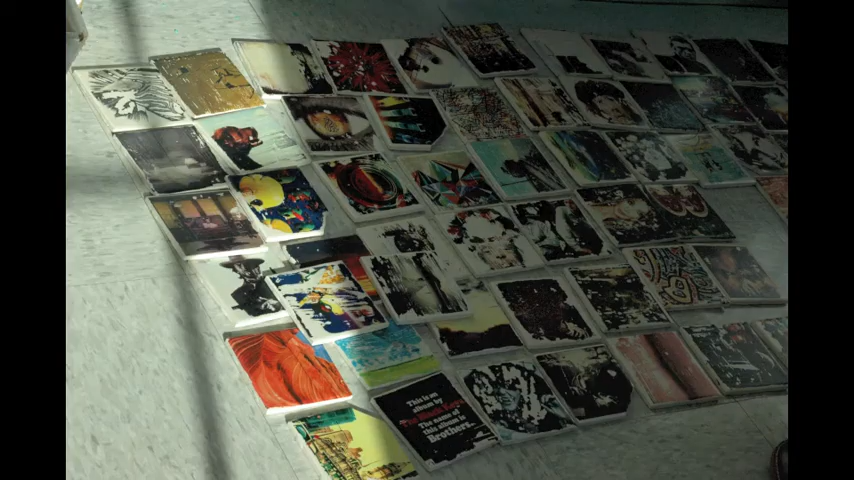 This is an
album by
The Black Keys.
The name of
this album is
Brothers.